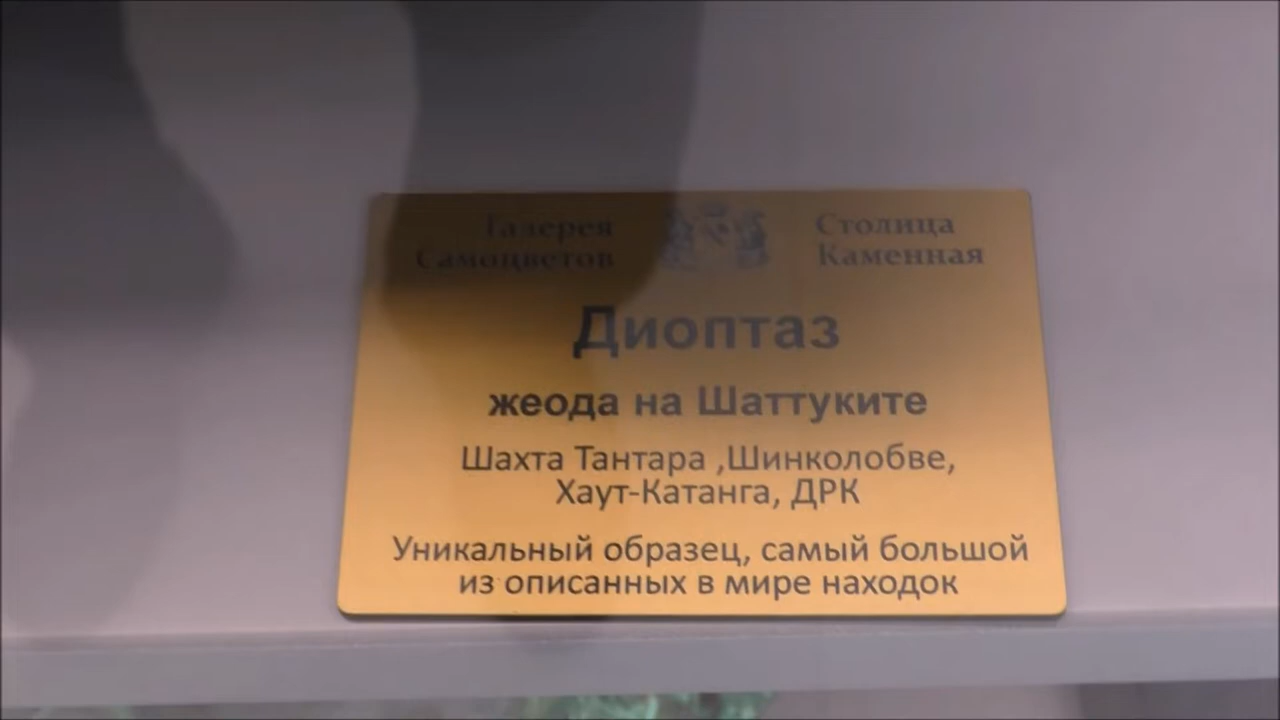 Галерея
Самоцветов
Столица
Каменная
Диоптаз
жеода на Шаттуките
Шахта Тантара ,Шинколобве,
Хаут-Катанга, ДРК
Уникальный образец, самый большой
из описанных в мире находок